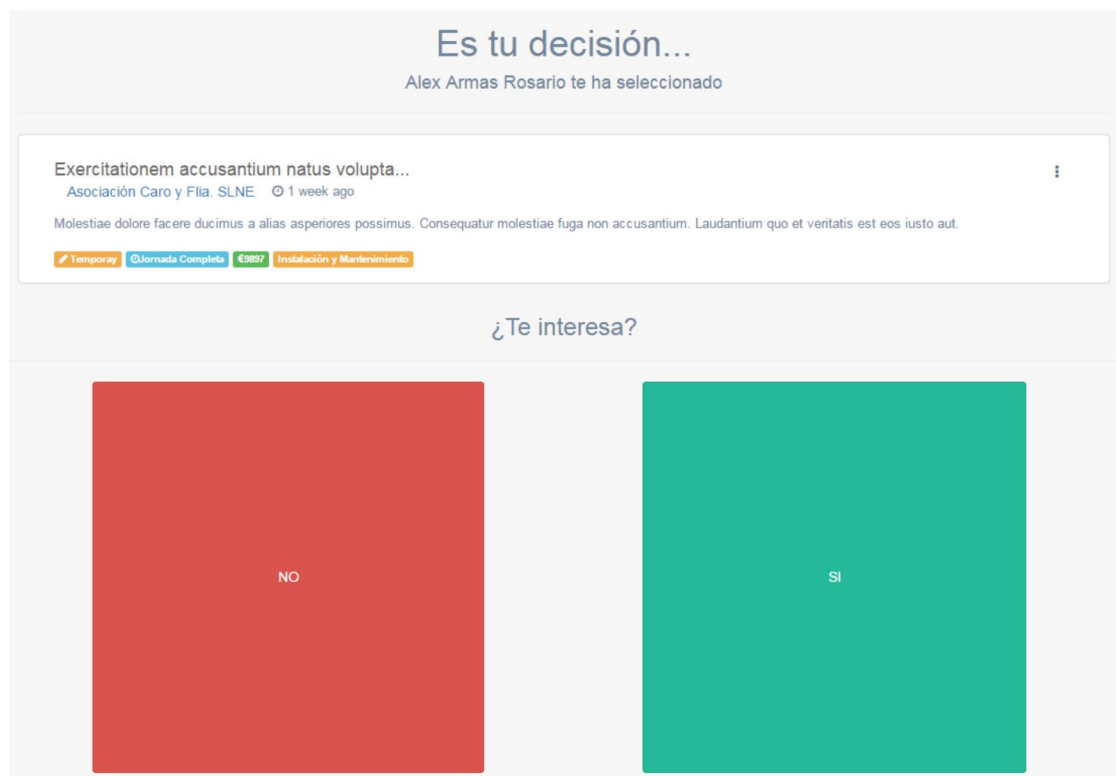 Es tu decisión...
Alex Armas Rosario te ha seleccionado
Exercitationem accusantium natus volupta...
Asociación Caro y Flia. SLNE 1 week ago
Molestiae dolore facere ducimus a alias asperiores possimus. Consequatur molestiae fuga non accusantium. Laudantium quo et veritatis est eos iusto aut.
Temporay Jornada Completa €9897 Instalación y Mantenimiento
¿Te interesa?
NO SI